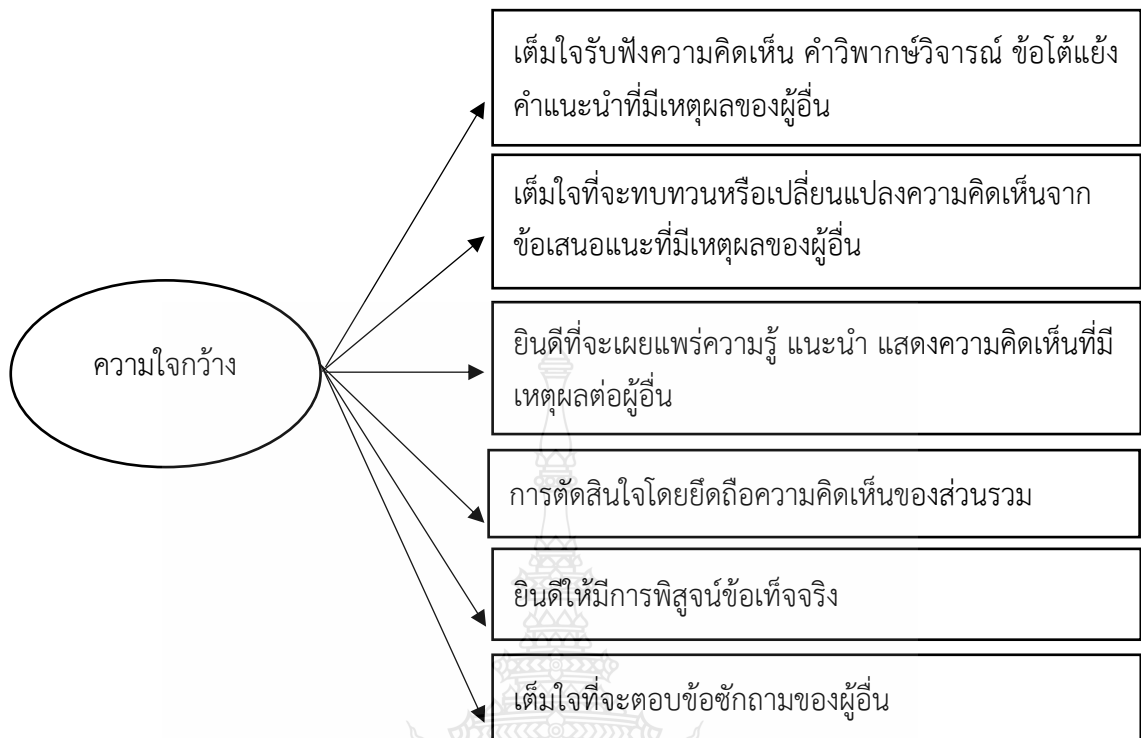 เต็มใจรับฟังความคิดเห็น คำวิพากษ์วิจารณ์ ข้อโต้แย้ง
คำแนะนำที่มีเหตุผลของผู้อื่น
เต็มใจที่จะทบทวนหรือเปลี่ยนแปลงความคิดเห็นจาก
ข้อเสนอแนะที่มีเหตุผลของผู้อื่น
ความใจกว้าง
ยินดีที่จะเผยแพร่ความรู้ แนะนำ แสดงความคิดเห็นที่มี
เหตุผลต่อผู้อื่น
การตัดสินใจโดยยึดถือความคิดเห็นของส่วนรวม
ยินดีให้มีการพิสูจน์ข้อเท็จจริง
เต็มใจที่จะตอบข้อซักถามของผู้อื่น